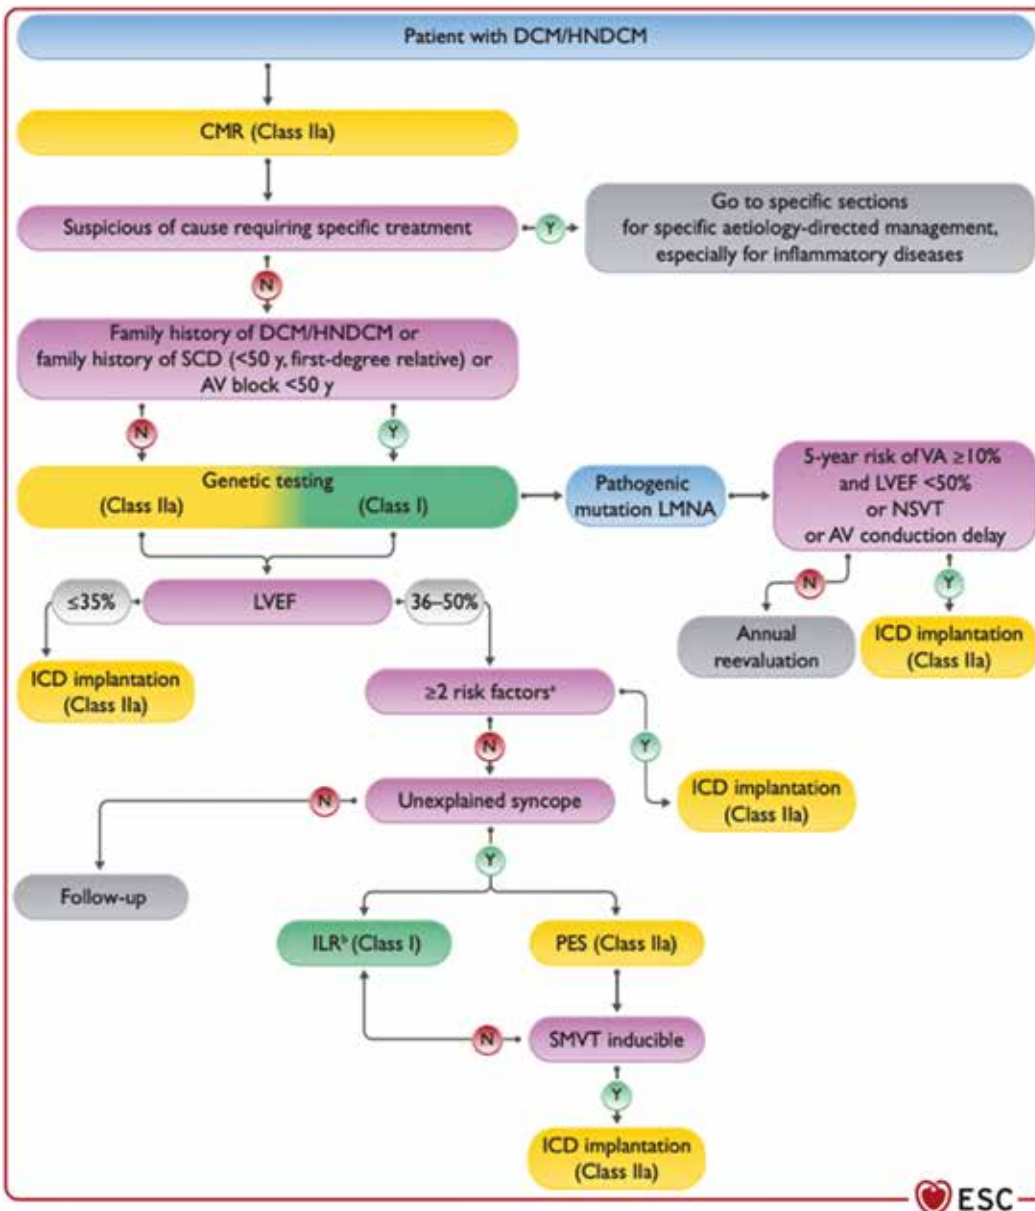 Patient with DCM/HNDCM
CMR (Class IIa)
Suspicious of cause requiring specific treatment
Y
Go to specific sections
for specific aetiology-directed management,
especially for inflammatory diseases
N
Family history of DCM/HNDCM or
family history of SCD (<50 y, first-degree relative) or
AV block <50 y
N
Y
Genetic testing
(Class IIa)
(Class I)
Pathogenic
mutation LMNA
5-year risk of VA ≥10%
and LVEF <50%
or NSVT
or AV conduction delay
N
Y
Annual
reevaluation
ICD implantation
(Class IIa)
≤35%
LVEF
36–50%
ICD implantation
(Class IIa)
≥2 risk factorsᵃ
N
Y
ICD implantation
(Class IIa)
Unexplained syncope
N
Y
Follow-up
ILRᵇ (Class I)
PES (Class IIa)
N
SMVT inducible
Y
ICD implantation
(Class IIa)
ESC